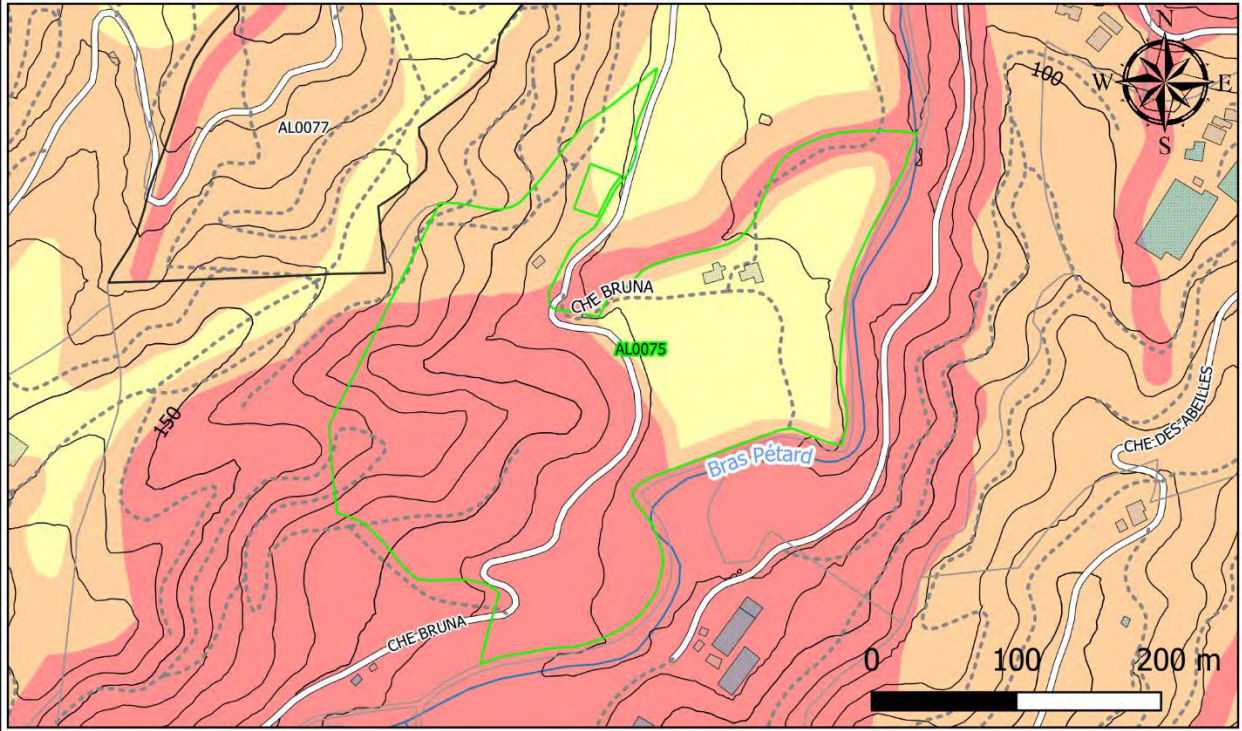 N
W E
S
100
AL0077
CHE BRUNA
AL0075
150
CHE DES ABEILLES
Bras Pétard
CHE BRUNA
0 100 200 m